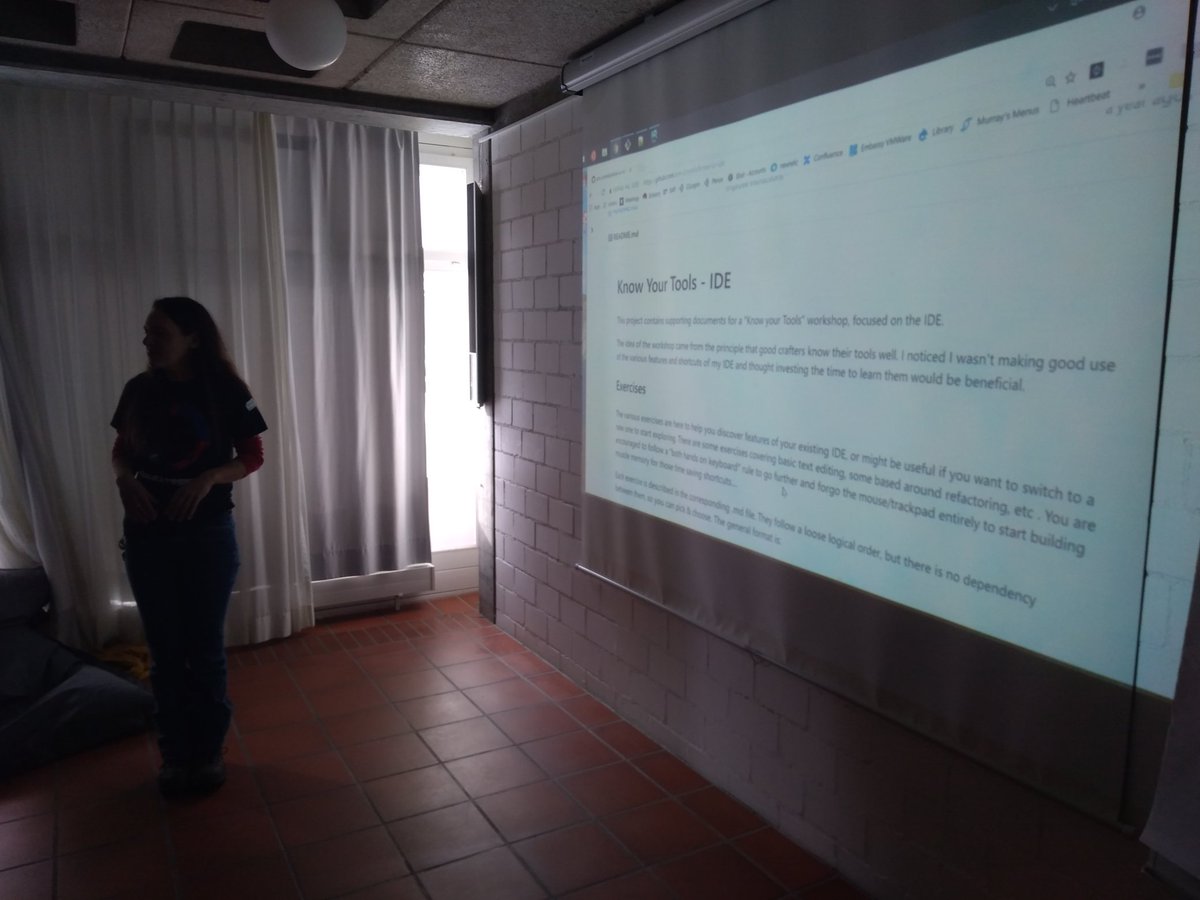 Confluence
Embassy VMWare
Library
Murray's Menus
Heartbeat
»
a year ago
README.md
Know Your Tools - IDE
This project contains supporting documents for a "Know your Tools" workshop, focused on the IDE.
The idea of the workshop came from the principle that good crafters know their tools well. I noticed I wasn't making good use
of the various features and shortcuts of my IDE and thought investing the time to learn them would be beneficial.
Exercises
The various exercises are here to help you discover features of your existing IDE, or might be useful if you want to switch to a
new one to start exploring. There are some exercises covering basic text editing, some based around refactoring, etc . You are
encouraged to follow a "both hands on keyboard" rule to go further and forgo the mouse/trackpad entirely to start building
muscle memory for those time saving shortcuts...
Each exercise is described in the corresponding .md file. They follow a loose logical order, but there is no dependency
between them, so you can pick & choose. The general format is: